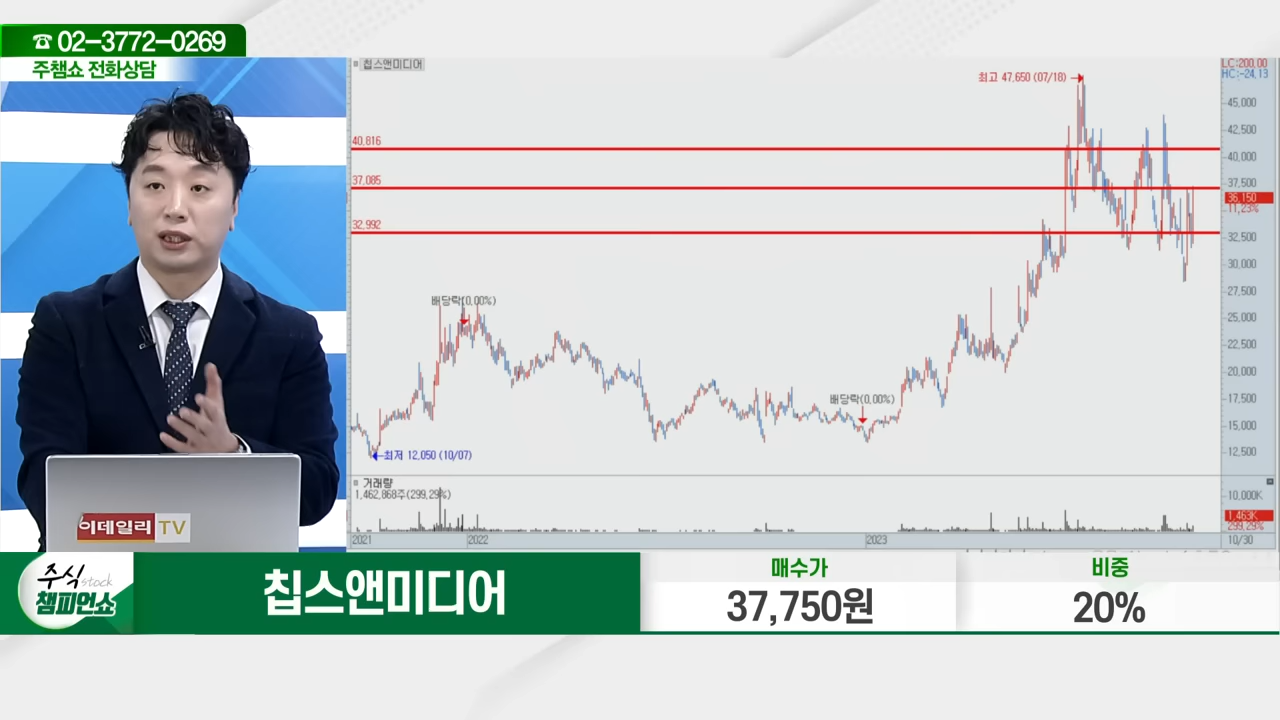 ☎ 02-3772-0269
주챔쇼 전화상담
칩스앤미디어
LC:200.00
HC:-24.13
최고 47,650 (07/18)
45,000
42,500
40,816
40,000
37,500
37,085
36,150
11.23%
32,992
32,500
30,000
27,500
25,000
22,500
20,000
17,500
15,000
12,500
배당락(0.00%)
배당락(0.00%)
최저 12,050 (10/07)
거래량
1,462,868주(299.29%)
10,000K
1,463K
299.29%
2021
2022
2023
10/30
이데일리 TV
주식 stock
챔피언쇼
칩스앤미디어
매수가
37,750원
비중
20%